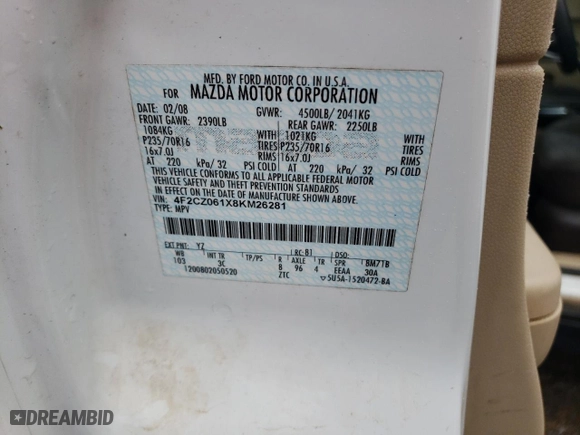 MFD. BY FORD MOTOR CO. IN U.S.A.
FOR MAZDA MOTOR CORPORATION
DATE: 02/08 GVWR: 4500LB/ 2041KG
FRONT GAWR: 2390LB REAR GAWR: 2250LB
1084KG WITH 1021KG WITH
P235/70R16 TIRES P235/70R16 TIRES
16x7.0J RIMS 16x7.0J RIMS
AT 220 kPa/ 32 PSI COLD AT 220 kPa/ 32 PSI COLD
THIS VEHICLE CONFORMS TO ALL APPLICABLE FEDERAL MOTOR
VEHICLE SAFETY AND THEFT PREVENTION STANDARDS
IN EFFECT ON THE DATE OF MANUFACTURE SHOWN ABOVE.
VIN: 4F2CZ061X8KM26281
TYPE: MPV
EXT PNT: YZ RC: 81 DSO:
WB INT TR TP/PS R AXLE TR SPR BM71B
103 3C B 96 4 EEAA 30A
1200802050520 ZTC 5U5A-1520472-BA
DREAMBID